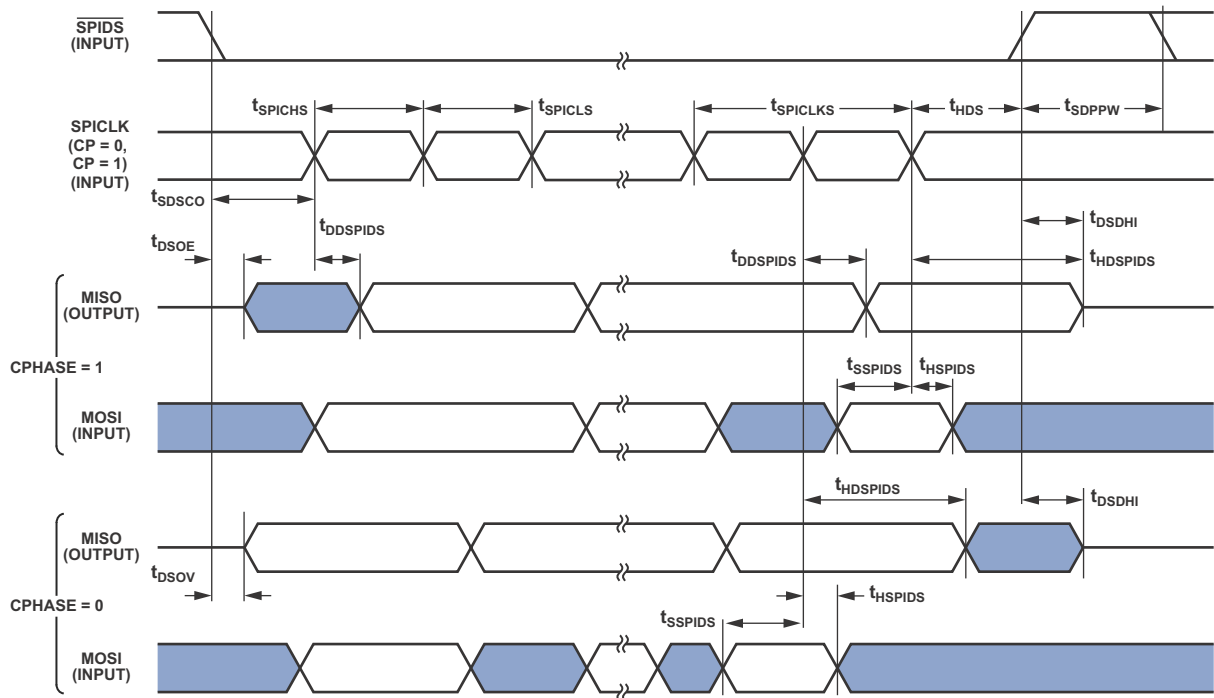 SPIDS
(INPUT)
tSPICHS
tSPICLS
tSPICLKS
tHDS
tSDPPW
SPICLK
(CP = 0,
CP = 1)
(INPUT)
tSDSCO
tDDSPIDS
tDSOE
tDDSPIDS
tDSDHI
tHDSPIDS
MISO
(OUTPUT)
CPHASE = 1
tSSPIDS
tHSPIDS
MOSI
(INPUT)
tHDSPIDS
tDSDHI
MISO
(OUTPUT)
tDSOV
CPHASE = 0
tHSPIDS
tSSPIDS
MOSI
(INPUT)